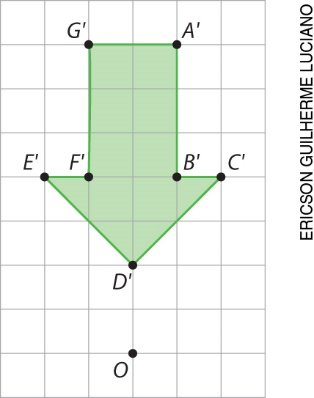 G' A'
E' F' B' C'
D'
O
ERICSON GUILHERME LUCIANO